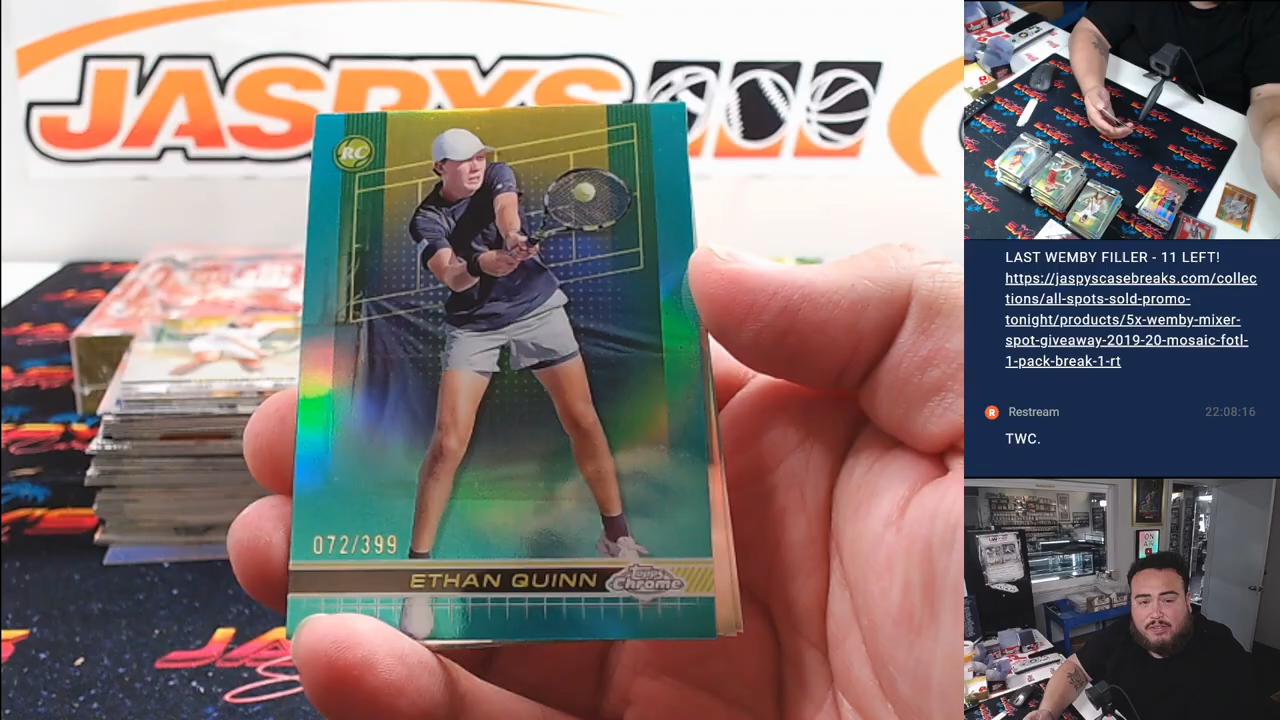 JASPYS
RC
072/399
ETHAN QUINN
Topps
Chrome
LAST WEMBY FILLER - 11 LEFT!
https://jaspyscasebreaks.com/collec
tions/all-spots-sold-promo-
tonight/products/5x-wemby-mixer-
spot-giveaway-2019-20-mosaic-fotl-
1-pack-break-1-rt
R Restream 22:08:16
TWC.
ON
AIR